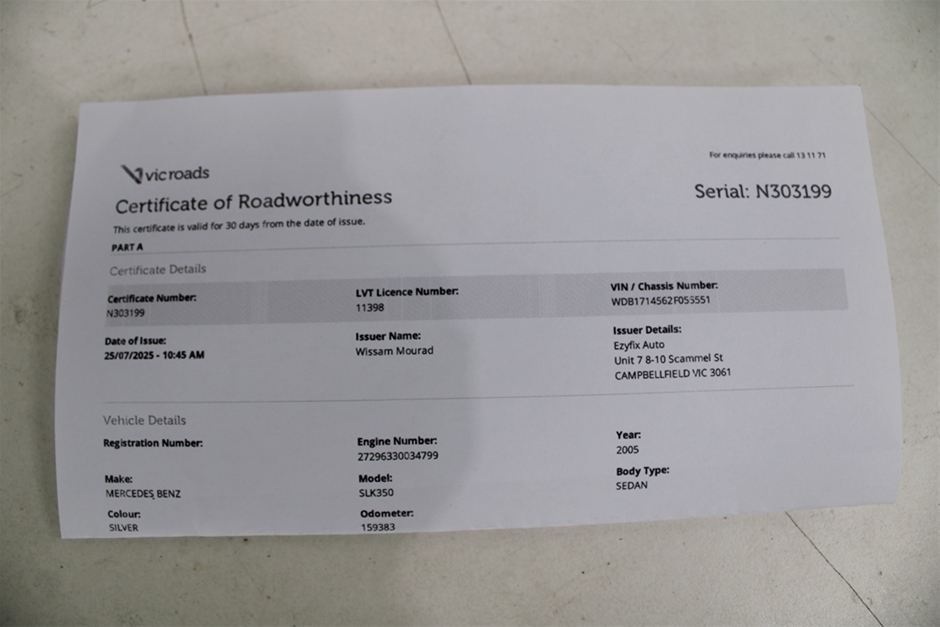 For enquiries please call 13 11 71
vicroads
Certificate of Roadworthiness
Serial: N303199
This certificate is valid for 30 days from the date of issue.
PART A
Certificate Details
Certificate Number:
N303199
LVT Licence Number:
11398
VIN / Chassis Number:
WDB1714562F055551
Date of Issue:
25/07/2025 - 10:45 AM
Issuer Name:
Wissam Mourad
Issuer Details:
Ezyfix Auto
Unit 7 8-10 Scammel St
CAMPBELLFIELD VIC 3061
Vehicle Details
Registration Number:
Engine Number:
27296330034799
Year:
2005
Make:
MERCEDES BENZ
Model:
SLK350
Body Type:
SEDAN
Colour:
SILVER
Odometer:
159383